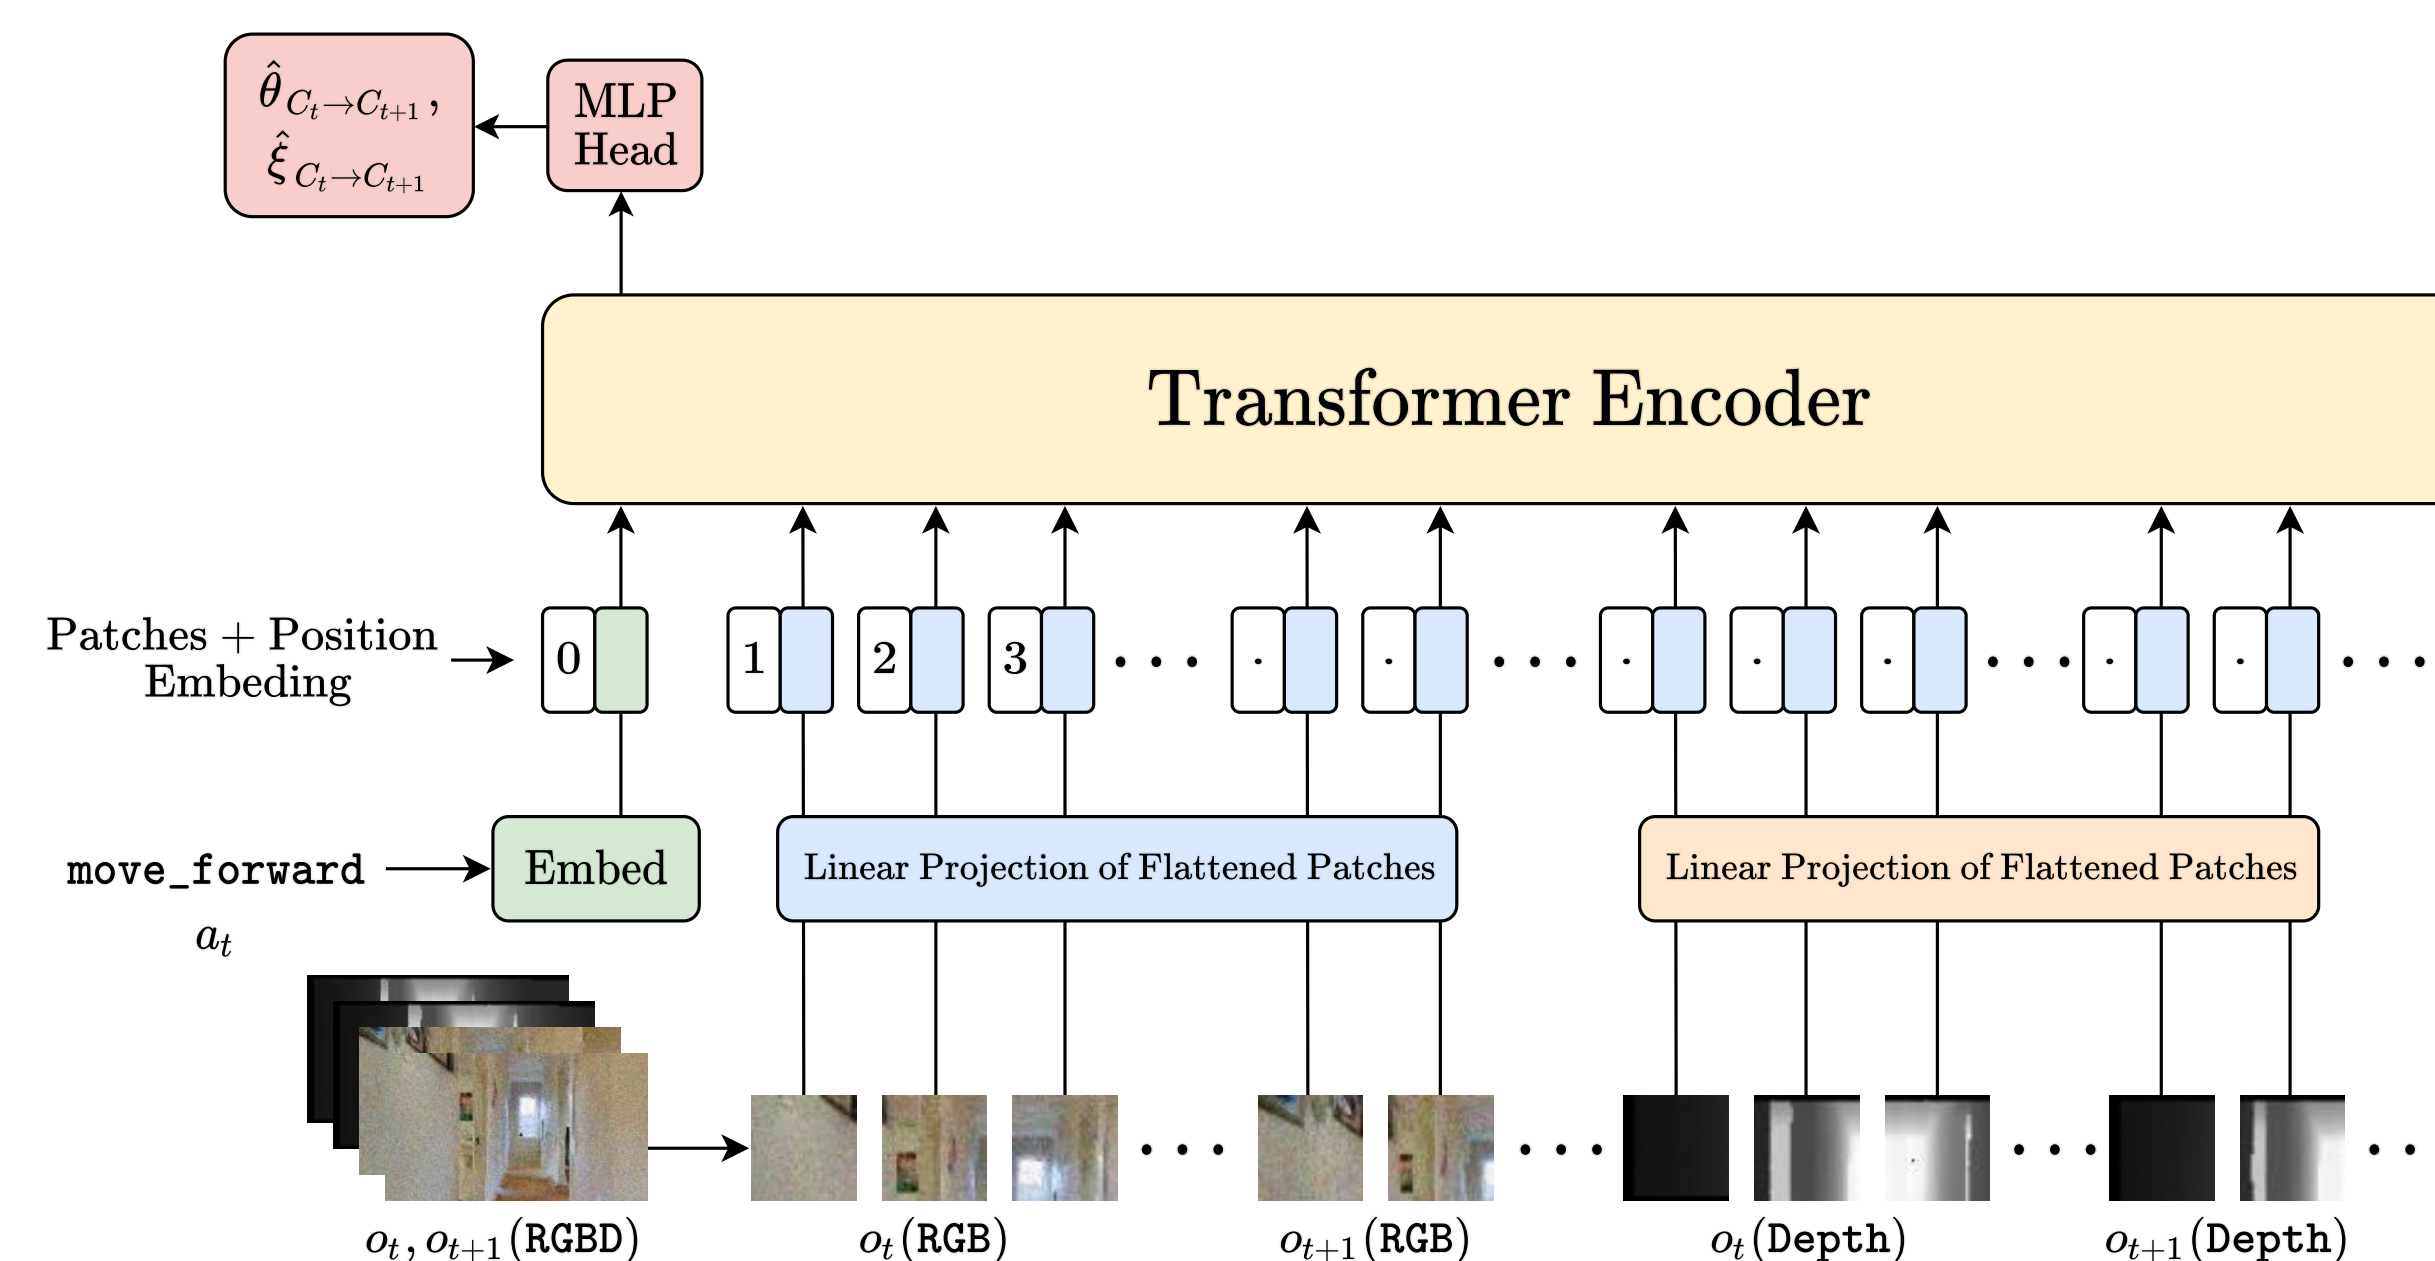 θ̂ C_t→C_{t+1},
ξ̂ C_t→C_{t+1}
MLP
Head
Transformer Encoder
Patches + Position
Embeding
0
1
2
3
· · ·
·
·
· · ·
·
·
·
· · ·
·
·
· · ·
move_forward
a_t
Embed
Linear Projection of Flattened Patches
Linear Projection of Flattened Patches
· · ·
· · ·
· · ·
· ·
o_t, o_{t+1}(RGBD)
o_t(RGB)
o_{t+1}(RGB)
o_t(Depth)
o_{t+1}(Depth)